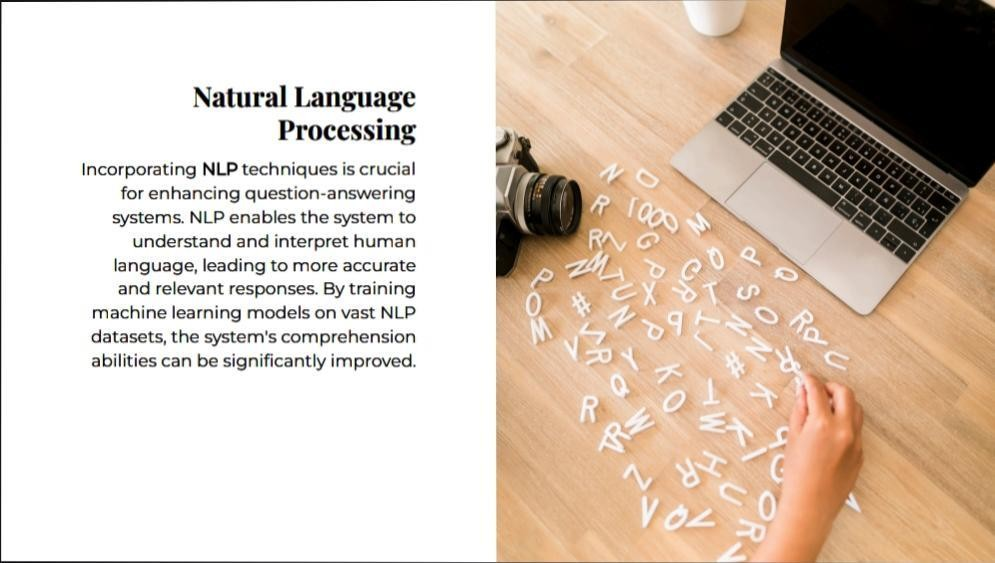 Natural Language
Processing
Incorporating NLP techniques is crucial
for enhancing question-answering
systems. NLP enables the system to
understand and interpret human
language, leading to more accurate
and relevant responses. By training
machine learning models on vast NLP
datasets, the system's comprehension
abilities can be significantly improved.